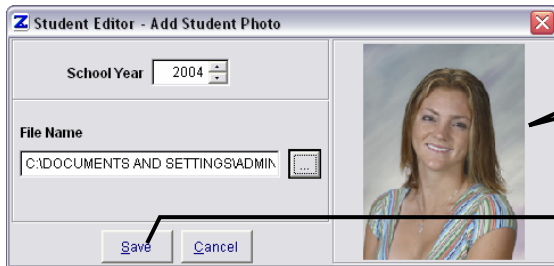 Student Editor - Add Student Photo
School Year 2004
File Name
C:\DOCUMENTS AND SETTINGS\ADMIN
...
Save Cancel